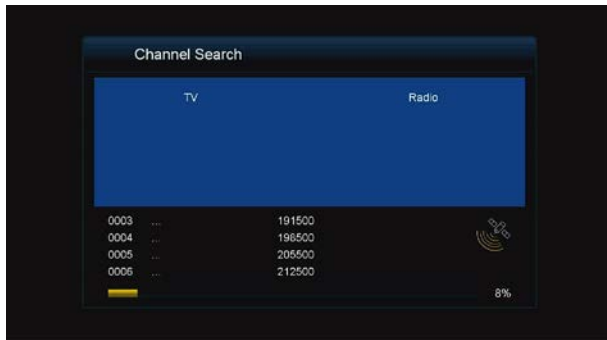 Channel Search
TV Radio
0003 ... 191500
0004 ... 198500
0005 ... 205500
0006 ... 212500
8%